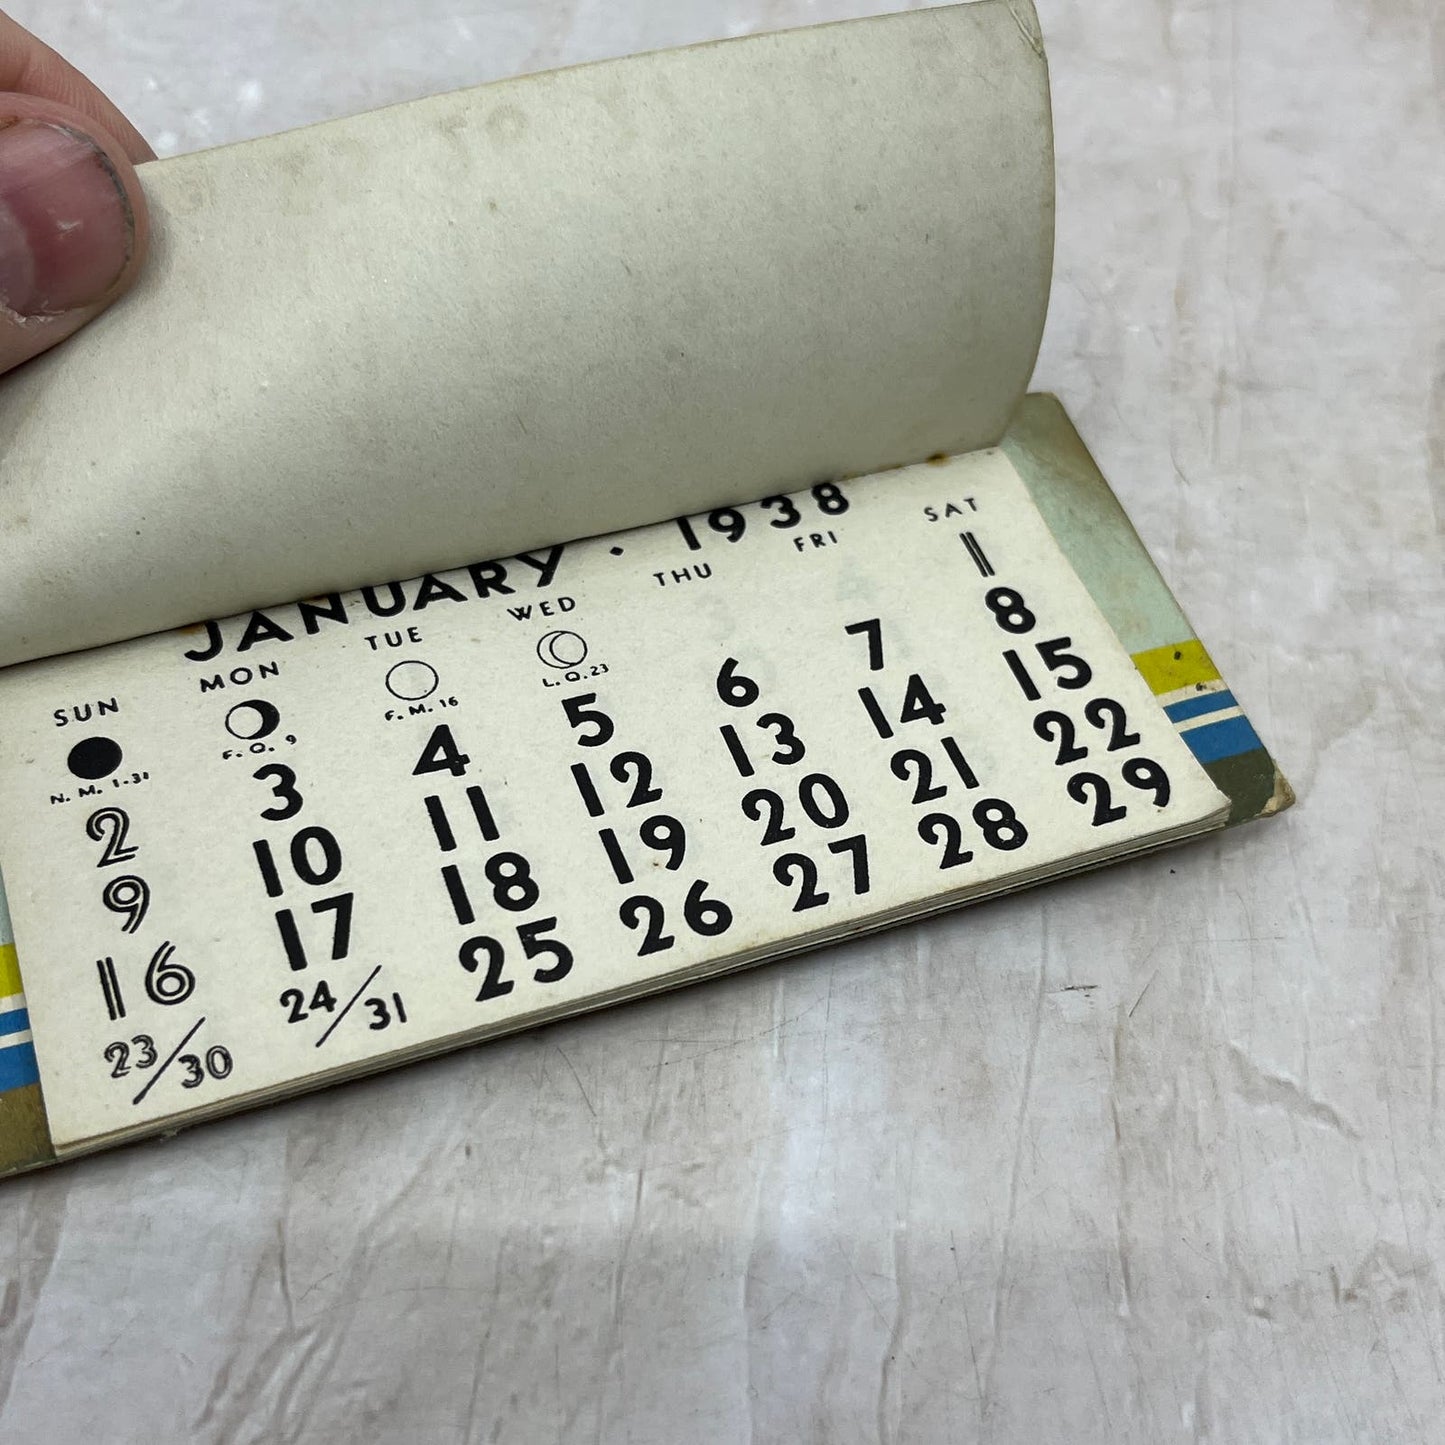 JANUARY · 1938
SUN MON TUE WED THU FRI SAT
N. M. 1-31 F. Q. 9 F. M. 16 L. Q. 23 1
2 3 4 5 6 7 8
9 10 11 12 13 14 15
16 17 18 19 20 21 22
23/30 24/31 25 26 27 28 29